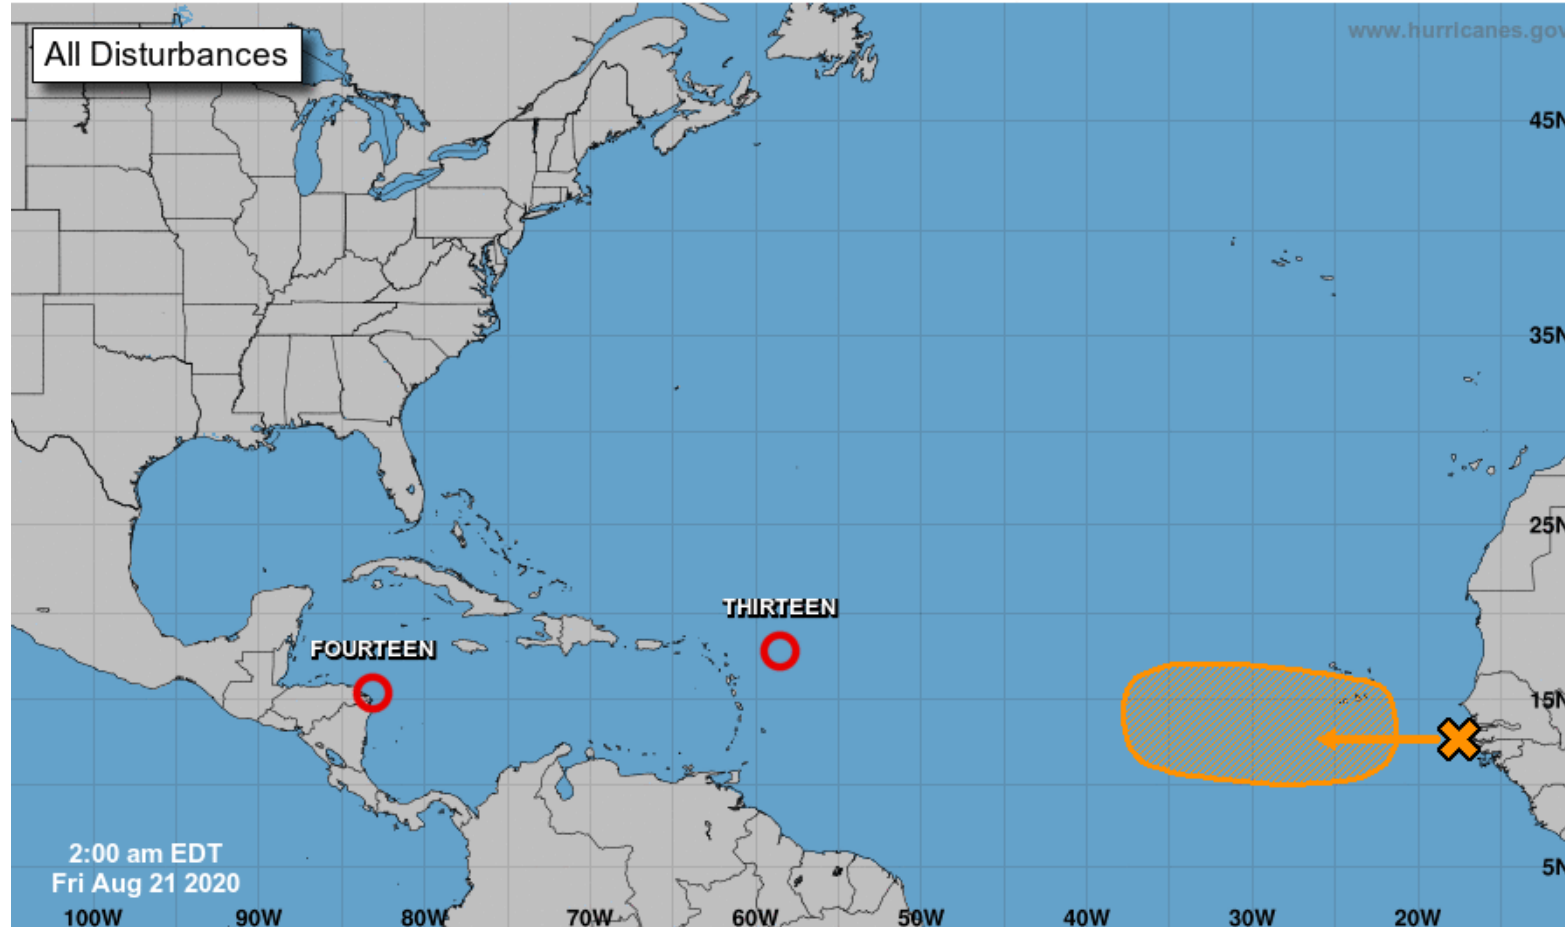 All Disturbances
www.hurricanes.gov
45N
35N
25N
THIRTEEN
FOURTEEN
15N
2:00 am EDT
Fri Aug 21 2020
5N
100W 90W 80W 70W 60W 50W 40W 30W 20W